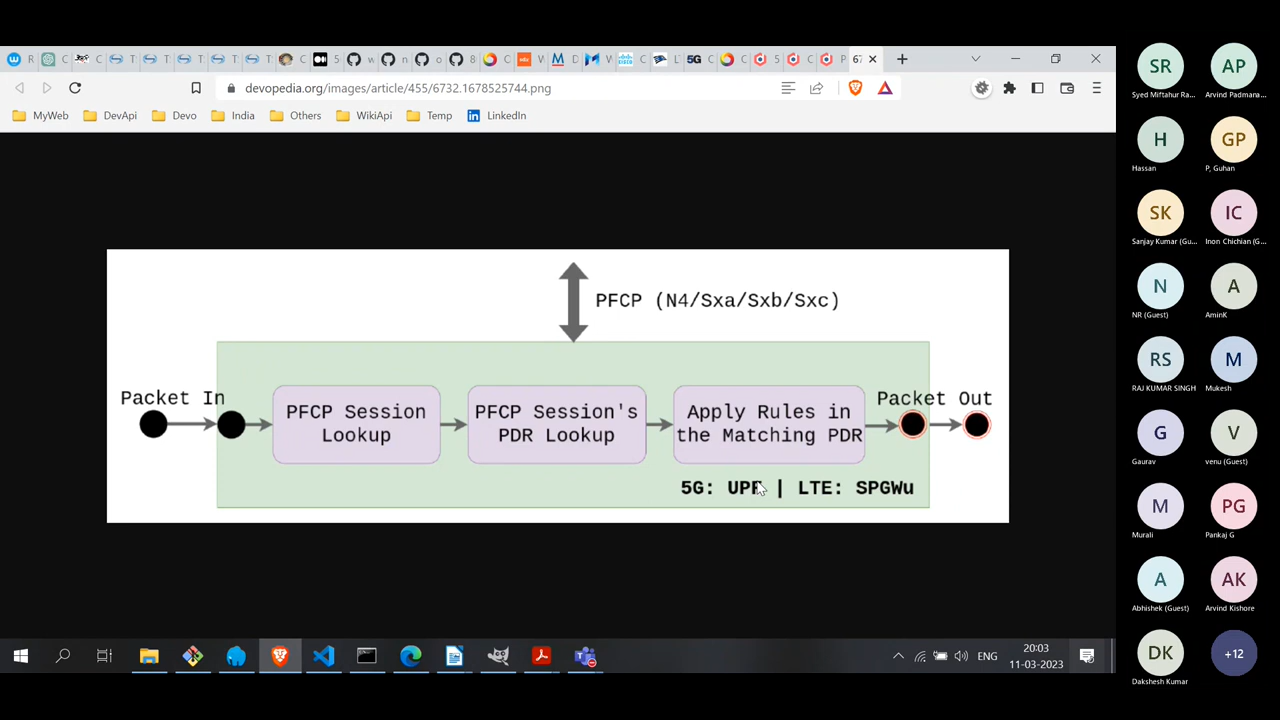 67
devopedia.org/images/article/455/6732.1678525744.png
MyWeb
DevApi
Devo
India
Others
WikiApi
Temp
LinkedIn
PFCP (N4/Sxa/Sxb/Sxc)
Packet In
PFCP Session
Lookup
PFCP Session's
PDR Lookup
Apply Rules in
the Matching PDR
Packet Out
5G: UPF | LTE: SPGWu
ENG
20:03
11-03-2023
SR
Syed Miftahur Ra...
AP
Arvind Padmana...
H
Hassan
GP
P, Guhan
SK
Sanjay Kumar (Gu...
IC
Inon Chichian (G...
N
NR (Guest)
A
AminK
RS
RAJ KUMAR SINGH
M
Mukesh
G
Gaurav
V
venu (Guest)
M
Murali
PG
Pankaj G
A
Abhishek (Guest)
AK
Arvind Kishore
DK
Dakshesh Kumar
+12